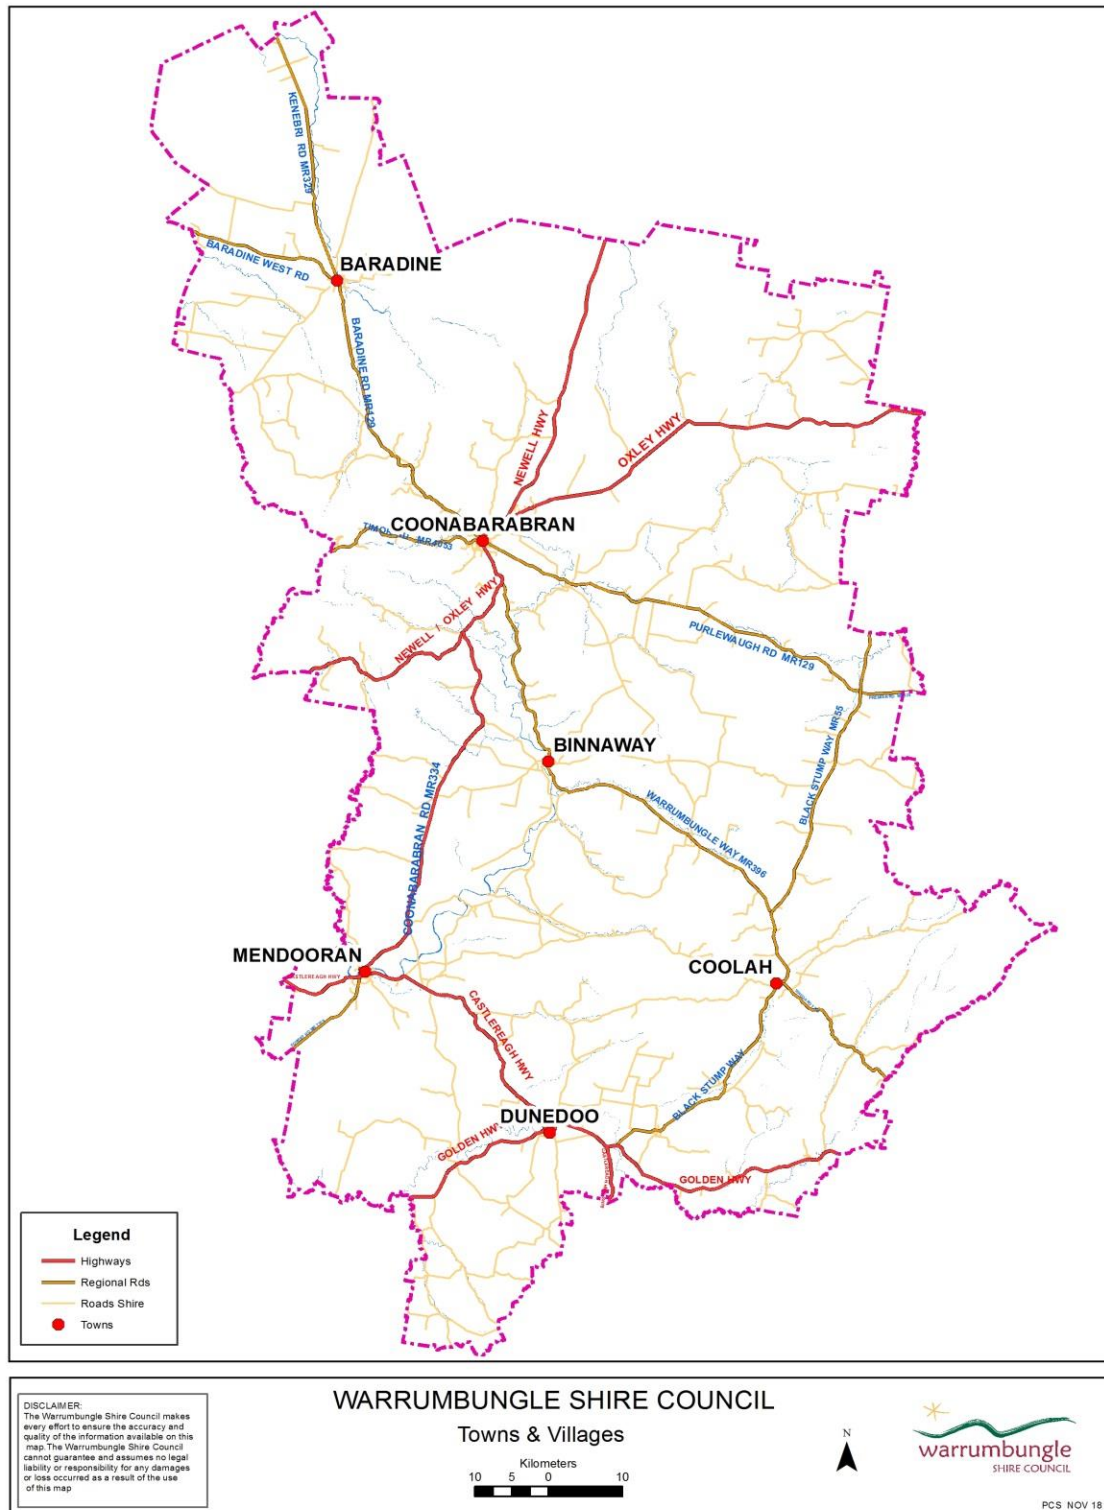 KENEBRI RD MR329
BARADINE WEST RD
BARADINE
BARADINE RD MR129
NEWELL HWY
OXLEY HWY
COONABARABRAN
NEWELL / OXLEY HWY
PURLEWAUGH RD MR129
BLACK STUMP WAY MR55
BINNAWAY
WARRUMBUNGLE WAY MR396
COONABARABRAN RD MR334
MENDOORAN
COOLAH
CASTLEREAGH HWY
BLACK STUMP WAY
DUNEDOO
GOLDEN HWY
GOLDEN HWY
Legend
Highways
Regional Rds
Roads Shire
Towns
DISCLAIMER:
The Warrumbungle Shire Council makes
every effort to ensure the accuracy and
quality of the information available on this
map.The Warrumbungle Shire Council
cannot guarantee and assumes no legal
liability or responsibility for any damages
or loss occurred as a result of the use
of this map
WARRUMBUNGLE SHIRE COUNCIL
Towns & Villages
Kilometers
10 5 0 10
N
warrumbungle
SHIRE COUNCIL
PCS NOV 18